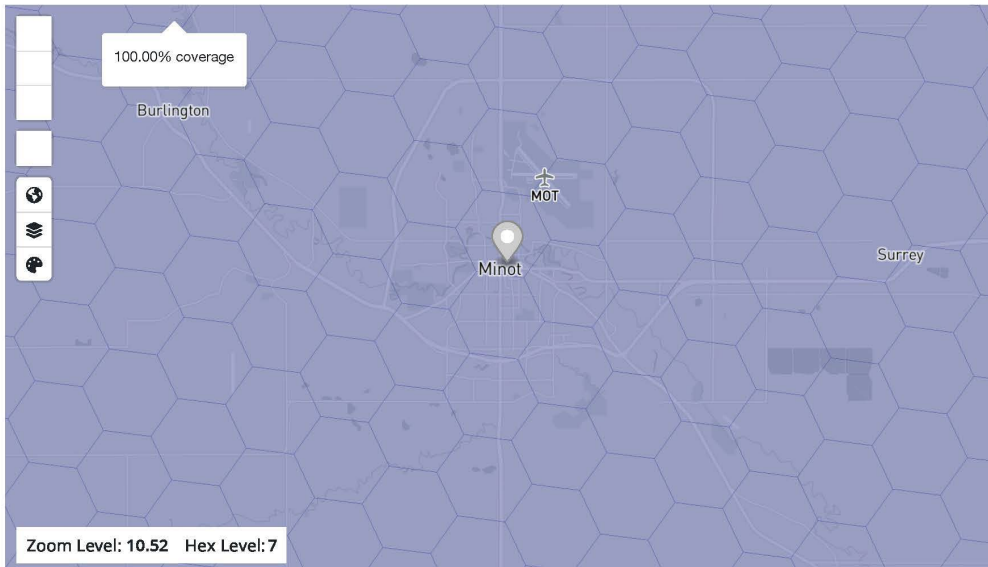 100.00% coverage
Burlington
MOT
Minot
Surrey
Zoom Level: 10.52 Hex Level: 7